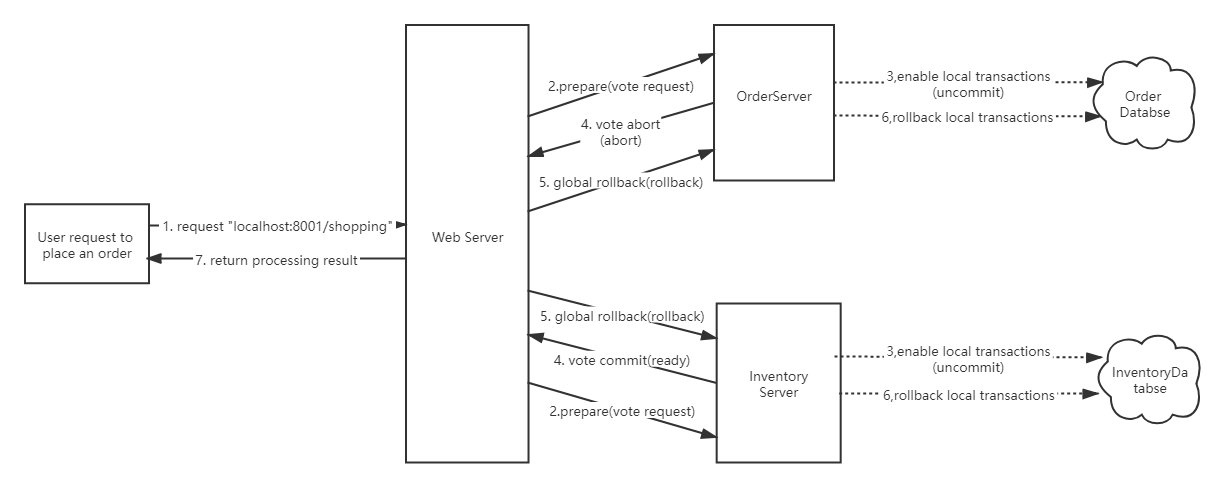 User request to
place an order
1. request "localhost:8001/shopping"
7. return processing result
Web Server
2.prepare(vote request)
4. vote abort
(abort)
5. global rollback(rollback)
OrderServer
3,enable local transactions
(uncommit)
6,rollback local transactions
Order
Databse
5. global rollback(rollback)
4. vote commit(ready)
2.prepare(vote request)
Inventory
Server
3,enable local transactions
(uncommit)
6,rollback local transactions
InventoryDa
tabse